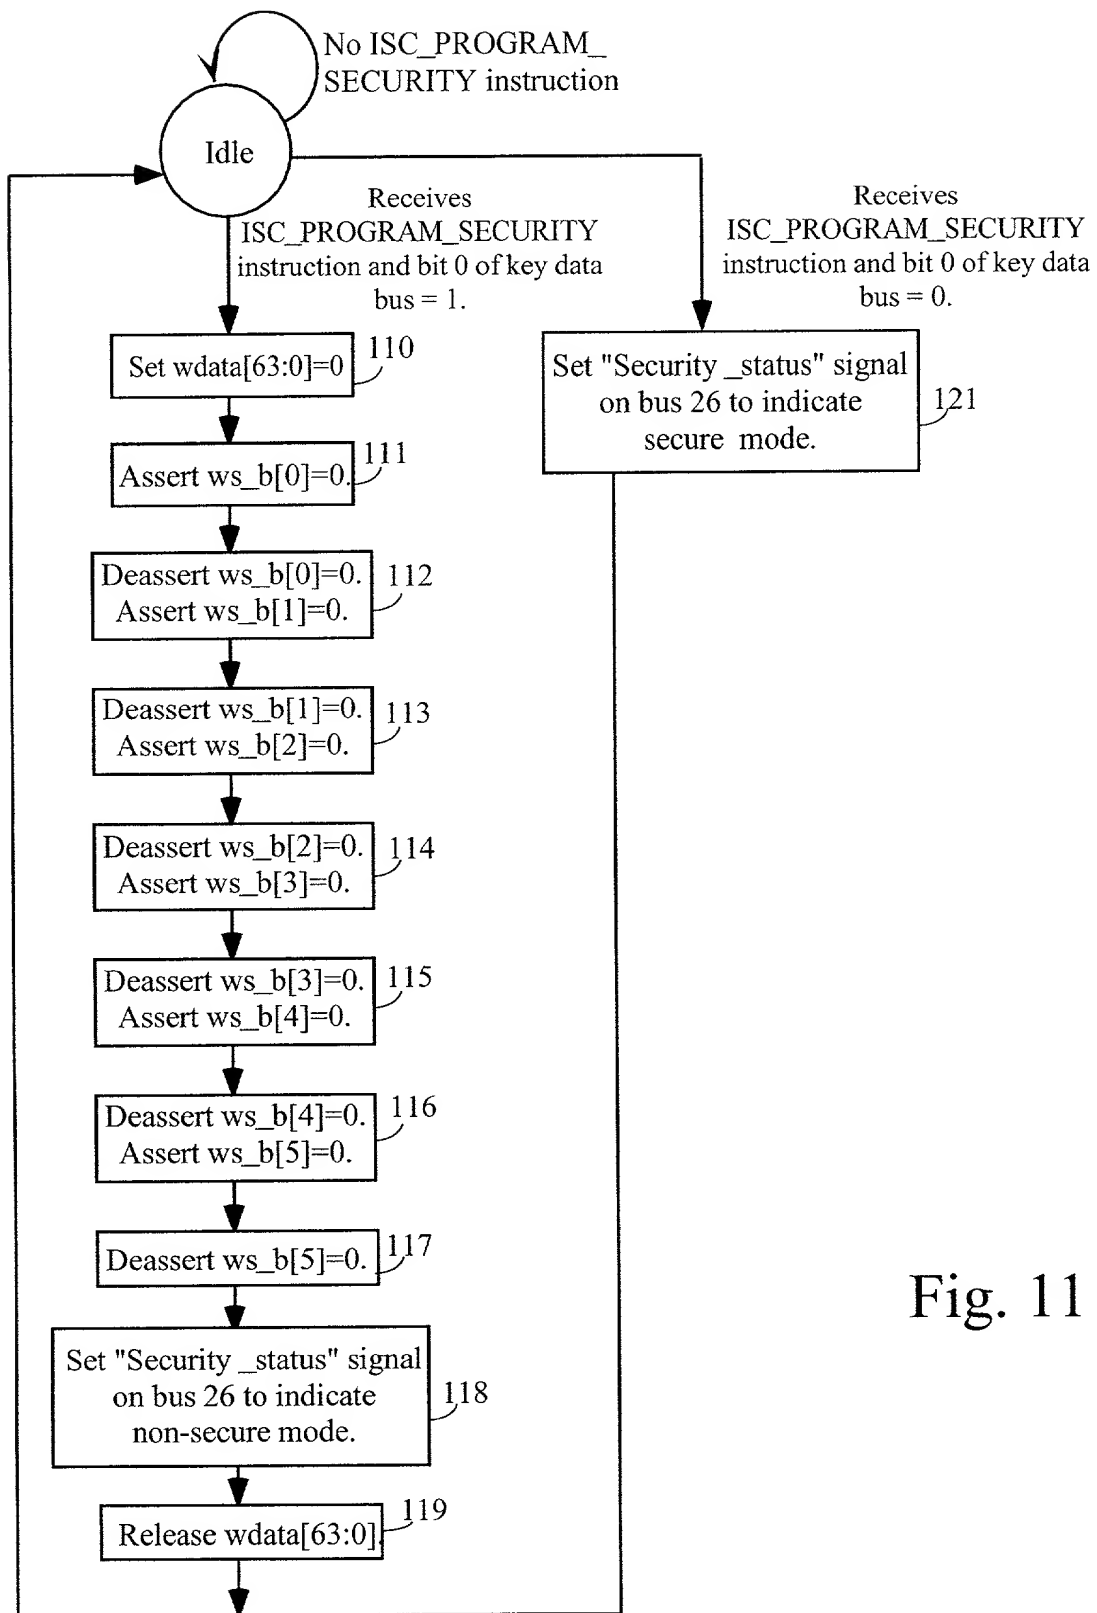 No ISC_PROGRAM_
SECURITY instruction
Idle
Receives
ISC_PROGRAM_SECURITY
instruction and bit 0 of key data
bus = 1.
Receives
ISC_PROGRAM_SECURITY
instruction and bit 0 of key data
bus = 0.
Set wdata[63:0]=0
110
Set "Security _status" signal
on bus 26 to indicate
secure mode.
121
Assert ws_b[0]=0.
111
Deassert ws_b[0]=0.
Assert ws_b[1]=0.
112
Deassert ws_b[1]=0.
Assert ws_b[2]=0.
113
Deassert ws_b[2]=0.
Assert ws_b[3]=0.
114
Deassert ws_b[3]=0.
Assert ws_b[4]=0.
115
Deassert ws_b[4]=0.
Assert ws_b[5]=0.
116
Deassert ws_b[5]=0.
117
Set "Security _status" signal
on bus 26 to indicate
non-secure mode.
118
Release wdata[63:0].
119
Fig. 11